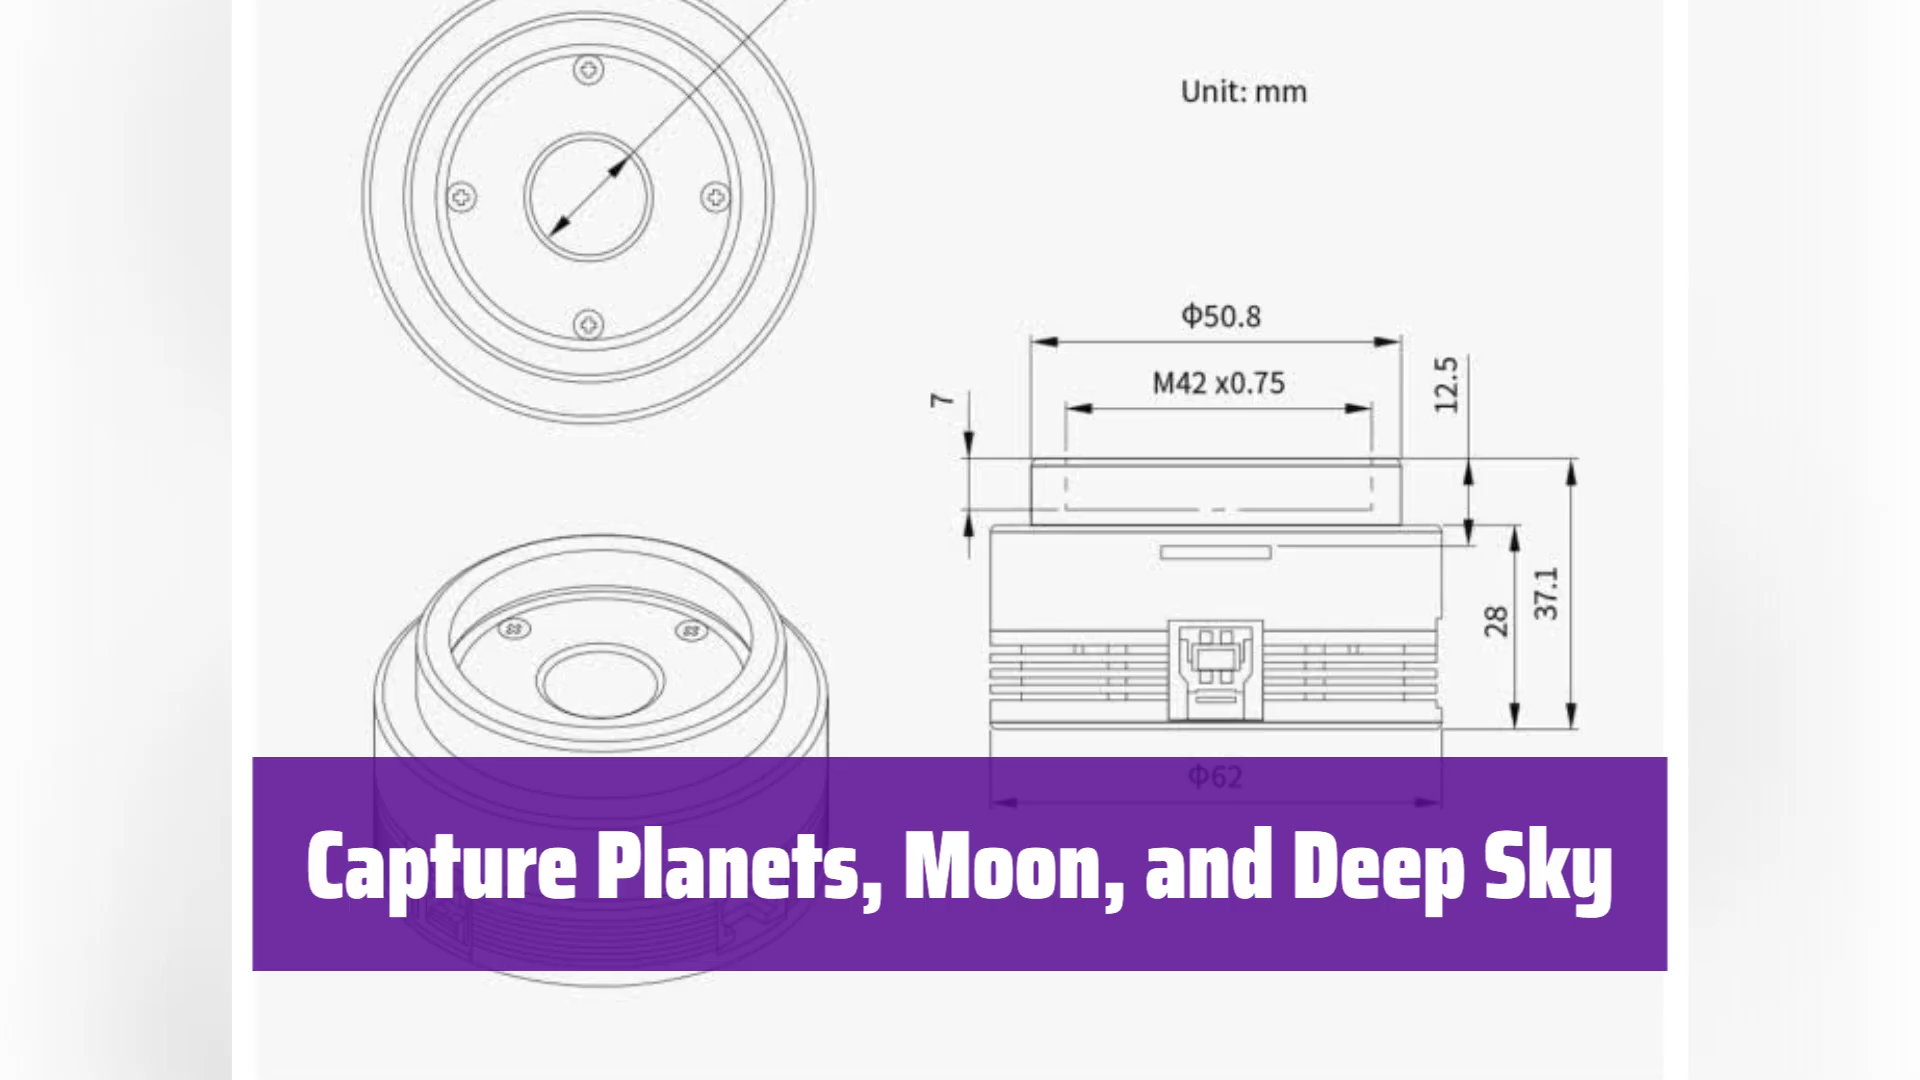 Unit: mm
Φ50.8
M42 x0.75
7
12.5
28
37.1
Φ62
Capture Planets, Moon, and Deep Sky